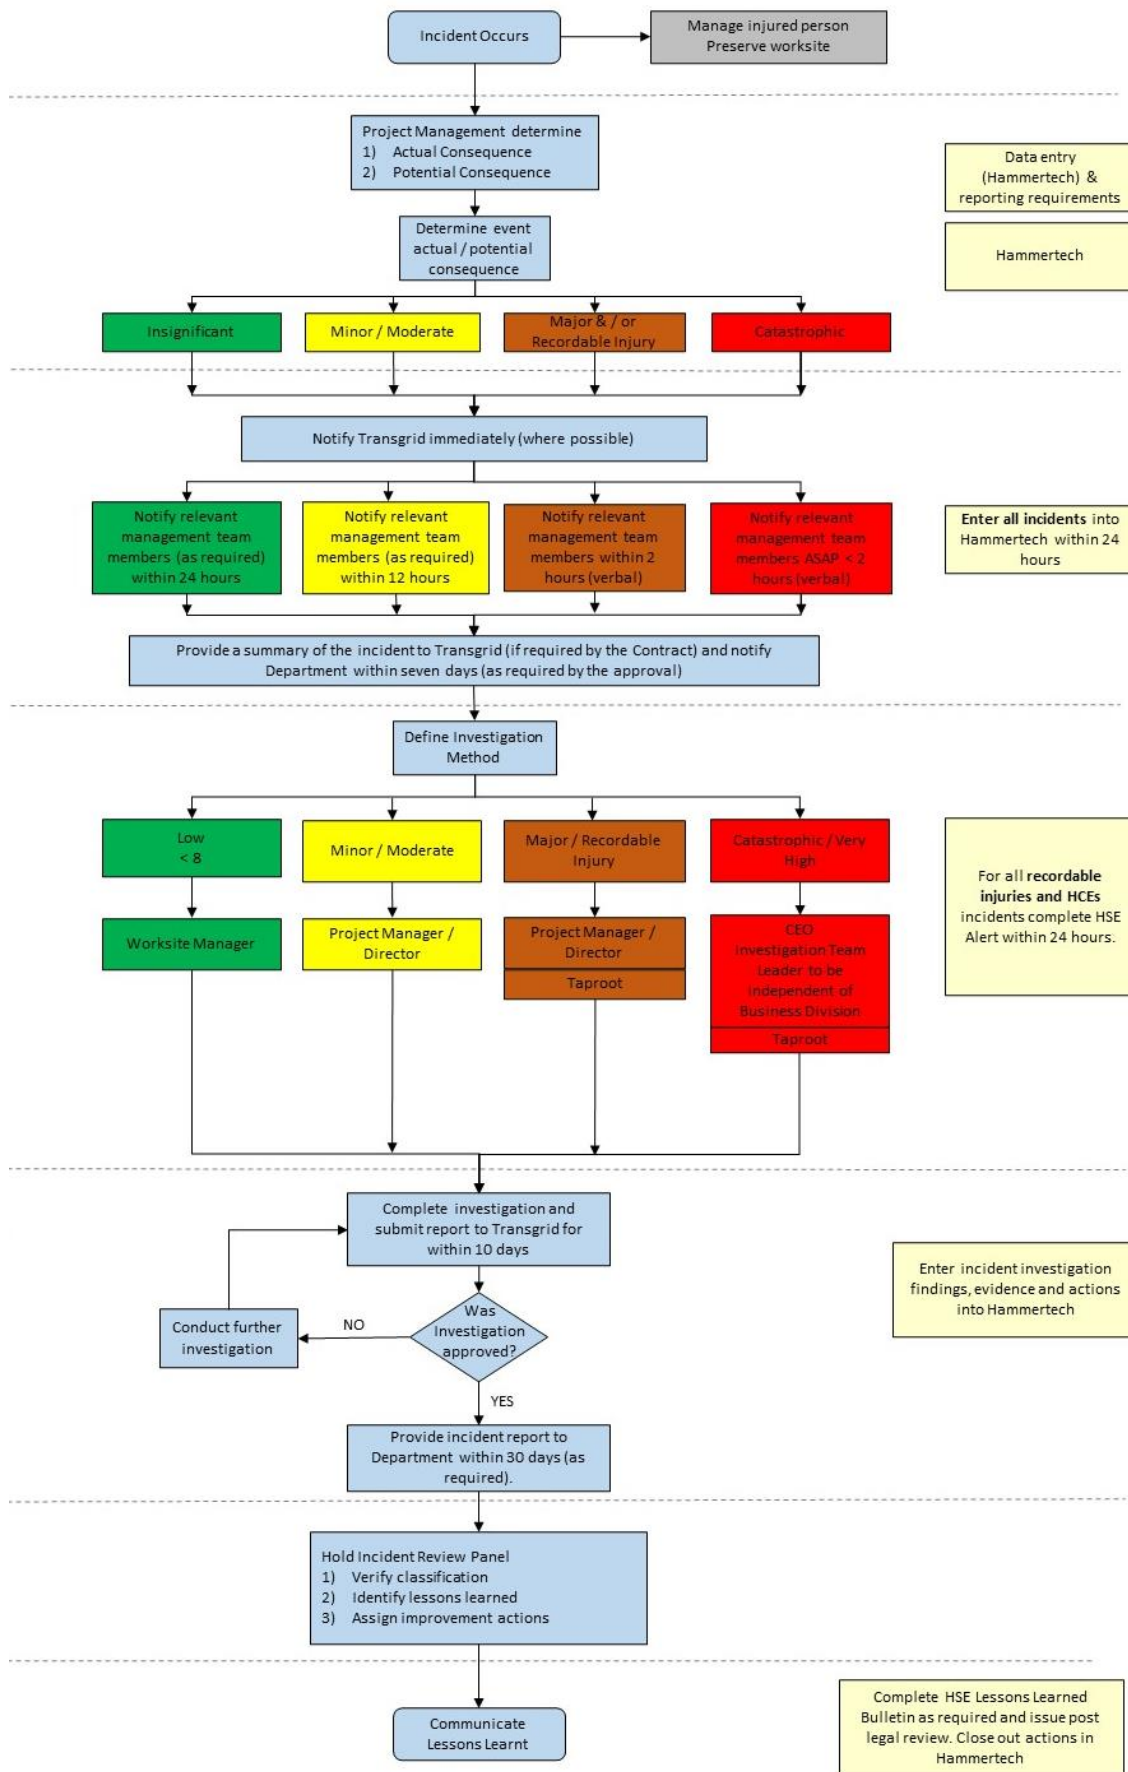 Incident Occurs
Manage injured person
Preserve worksite
Project Management determine
1) Actual Consequence
2) Potential Consequence
Data entry
(Hammertech) &
reporting requirements
Determine event
actual / potential
consequence
Hammertech
Insignificant
Minor / Moderate
Major & / or
Recordable Injury
Catastrophic
Notify Transgrid immediately (where possible)
Notify relevant
management team
members (as required)
within 24 hours
Notify relevant
management team
members (as required)
within 12 hours
Notify relevant
management team
members within 2
hours (verbal)
Notify relevant
management team
members ASAP < 2
hours (verbal)
Enter all incidents into
Hammertech within 24
hours
Provide a summary of the incident to Transgrid (if required by the Contract) and notify
Department within seven days (as required by the approval)
Define Investigation
Method
Low
< 8
Minor / Moderate
Major / Recordable
Injury
Catastrophic / Very
High
For all recordable
injuries and HCEs
incidents complete HSE
Alert within 24 hours.
Worksite Manager
Project Manager /
Director
Project Manager /
Director
Taproot
CEO
Investigation Team
Leader to be
independent of
Business Division
Taproot
Complete investigation and
submit report to Transgrid for
within 10 days
Enter incident investigation
findings, evidence and actions
into Hammertech
Conduct further
investigation
NO
Was
Investigation
approved?
YES
Provide incident report to
Department within 30 days (as
required).
Hold Incident Review Panel
1) Verify classification
2) Identify lessons learned
3) Assign improvement actions
Communicate
Lessons Learnt
Complete HSE Lessons Learned
Bulletin as required and issue post
legal review. Close out actions in
Hammertech